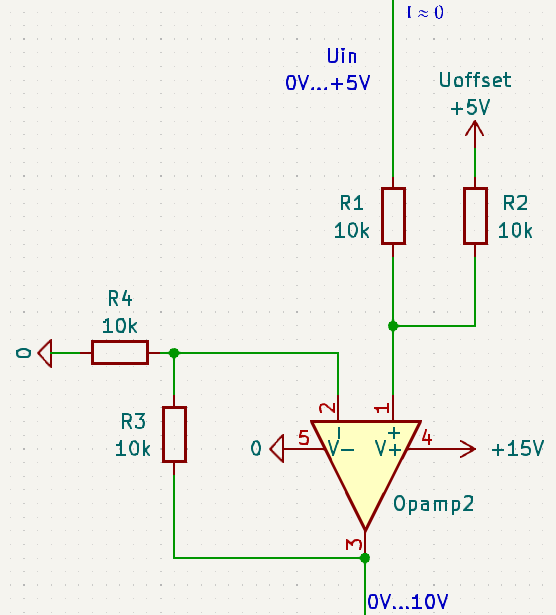 I ≈ 0
Uin
0V...+5V
Uoffset
+5V
R1
10k
R2
10k
R4
10k
0
R3
10k
2
1
5
0
V-
V+
4
+15V
Opamp2
3
0V...10V